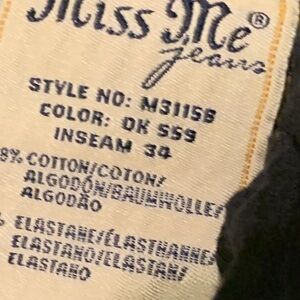 Miss Me®
jeans
STYLE NO: M3115B
COLOR: DK 559
INSEAM 34
8% COTTON/COTON/
ALGODÓN/BAUMWOLLE/
ALGODÃO
% ELASTANE/ÉLASTHANNE/
ELASTANO/ELASTAN/
ELASTANO